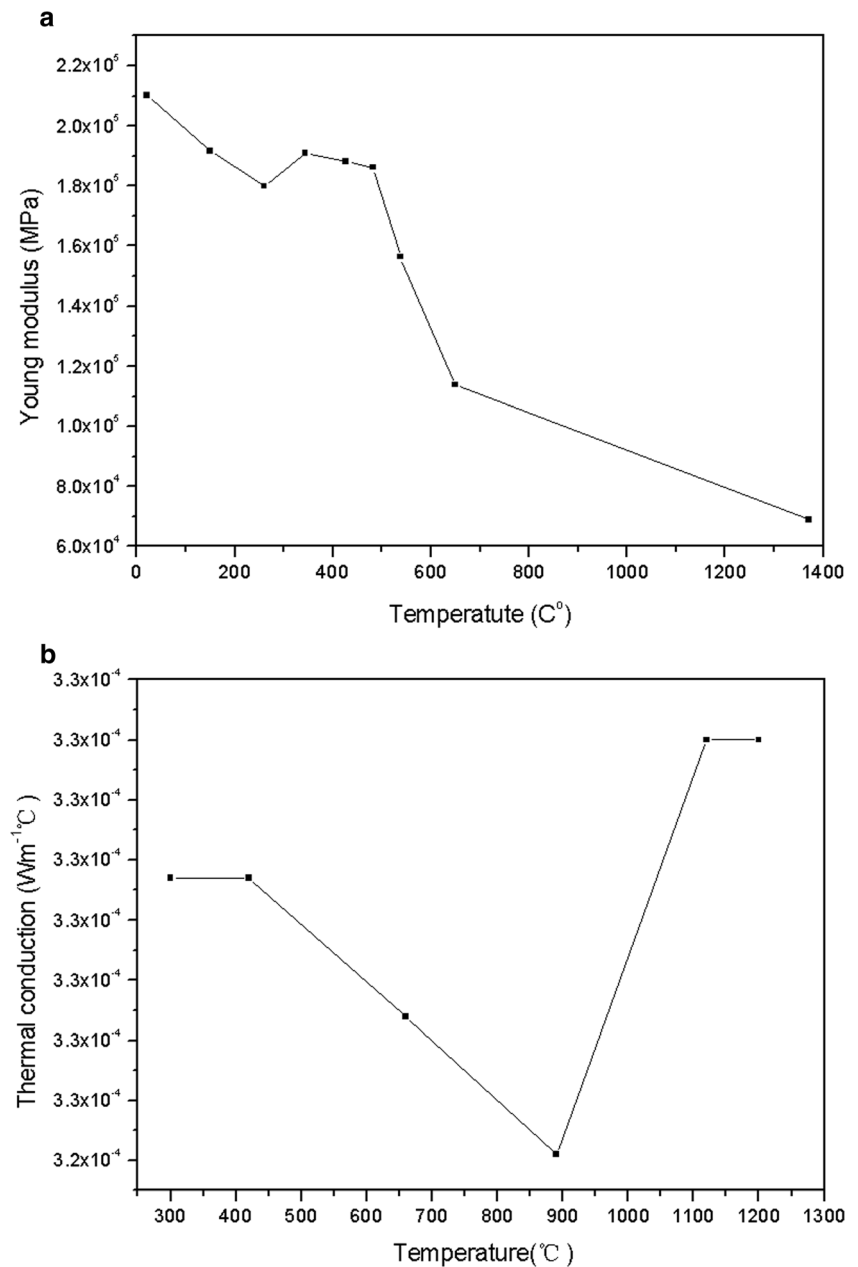 a
2.2x10⁵
2.0x10⁵
1.8x10⁵
1.6x10⁵
1.4x10⁵
1.2x10⁵
1.0x10⁵
8.0x10⁴
6.0x10⁴
Young modulus (MPa)
0 200 400 600 800 1000 1200 1400
Temperatute (C⁰)
b
3.3x10⁻⁴
3.3x10⁻⁴
3.3x10⁻⁴
3.3x10⁻⁴
3.3x10⁻⁴
3.3x10⁻⁴
3.3x10⁻⁴
3.3x10⁻⁴
3.2x10⁻⁴
Thermal conduction (Wm⁻¹℃ )
300 400 500 600 700 800 900 1000 1100 1200 1300
Temperature(℃ )